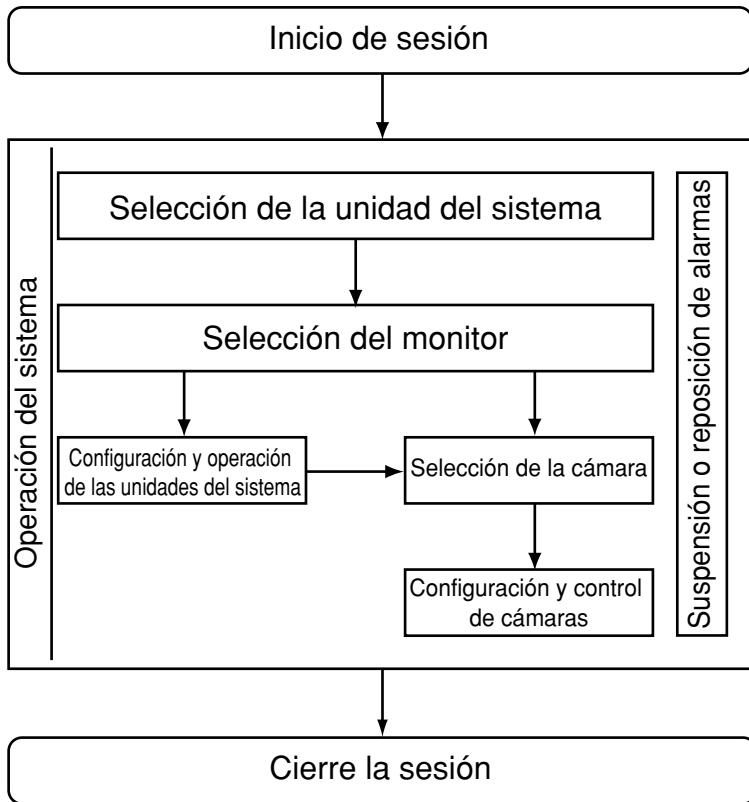 Inicio de sesión
Operación del sistema
Selección de la unidad del sistema
Selección del monitor
Configuración y operación
de las unidades del sistema
Selección de la cámara
Configuración y control
de cámaras
Suspensión o reposición de alarmas
Cierre la sesión